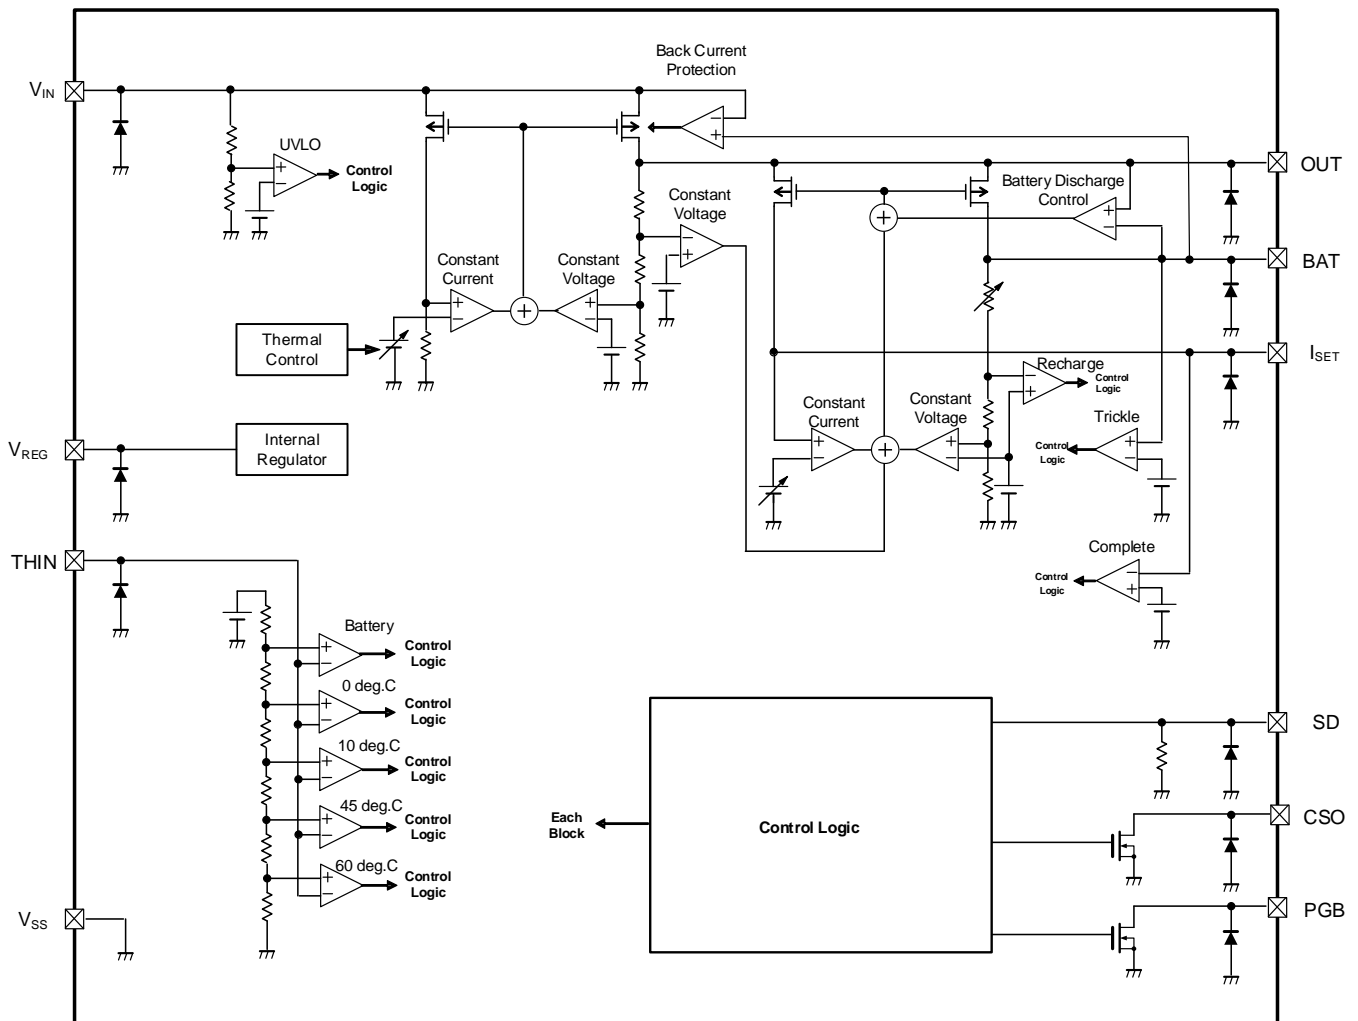 Back Current
Protection
VIN
UVLO
Control
Logic
Constant
Voltage
Battery Discharge
Control
OUT
BAT
Constant
Current
Constant
Voltage
Thermal
Control
ISET
Recharge
Control
Logic
Constant
Current
Constant
Voltage
Trickle
Control
Logic
VREG
Internal
Regulator
Complete
Control
Logic
THIN
Battery
Control
Logic
0 deg.C
Control
Logic
10 deg.C
Control
Logic
45 deg.C
Control
Logic
60 deg.C
Control
Logic
VSS
Each
Block
Control Logic
SD
CSO
PGB